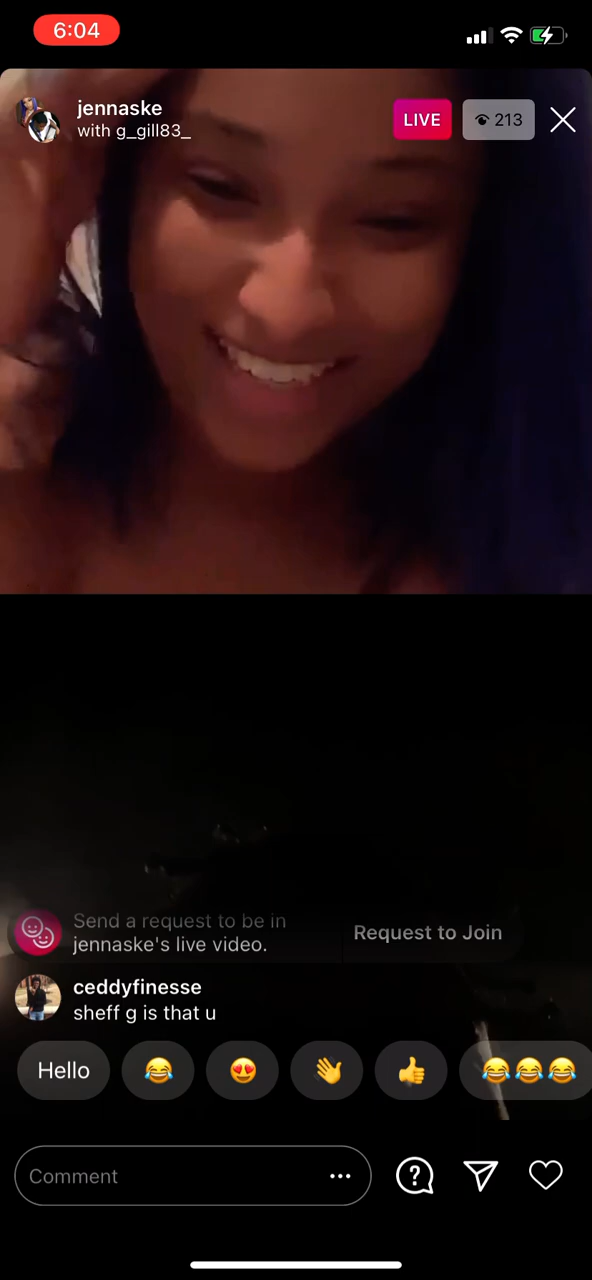 6:04
jennaske
with g_gill83_
LIVE
213
Send a request to be in
jennaske's live video.
Request to Join
ceddyfinesse
sheff g is that u
Hello
Comment